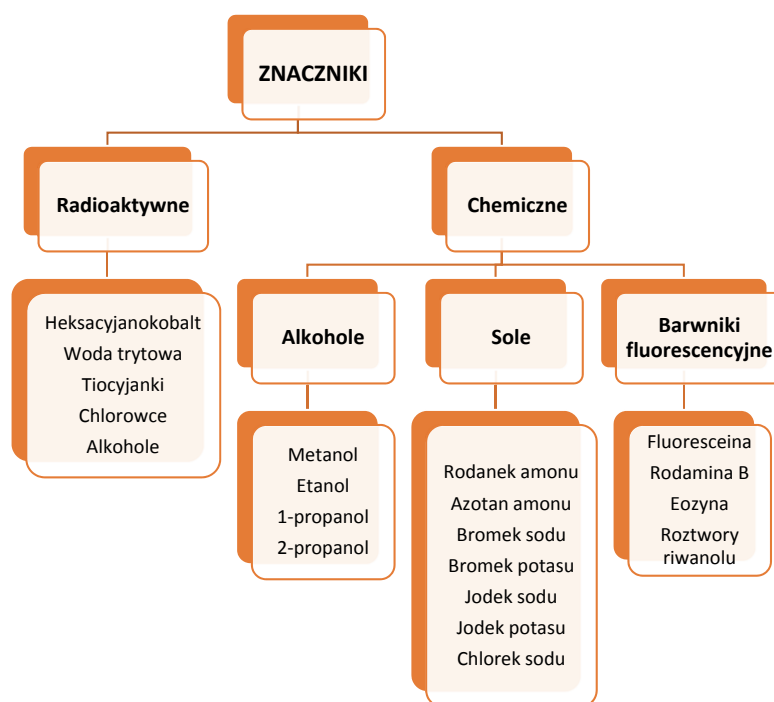 ZNACZNIKI
Radioaktywne
Chemiczne
Heksacyjanokobalt
Woda trytowa
Tiocyjanki
Chlorowce
Alkohole
Alkohole
Metanol
Etanol
1-propanol
2-propanol
Sole
Rodanek amonu
Azotan amonu
Bromek sodu
Bromek potasu
Jodek sodu
Jodek potasu
Chlorek sodu
Barwniki
fluorescencyjne
Fluoresceina
Rodamina B
Eozyna
Roztwory
riwanolu